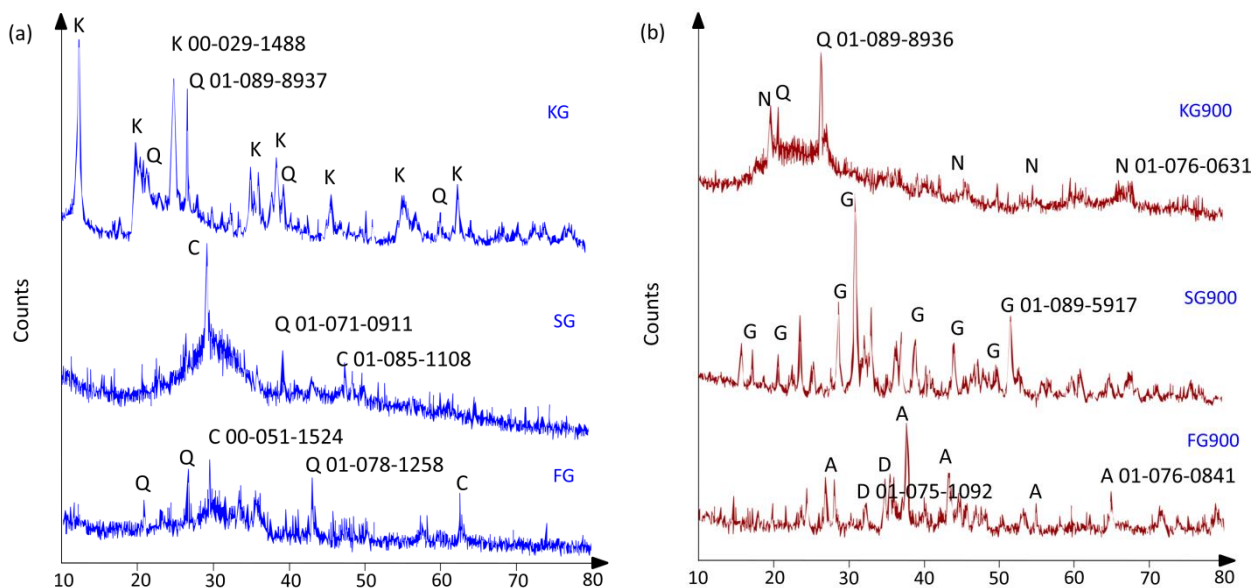 (a)
Counts
K
K 00-029-1488
Q 01-089-8937
KG
K
Q
K
K
Q
K
K
Q
K
C
SG
Q 01-071-0911
C 01-085-1108
C 00-051-1524
FG
Q
Q
Q 01-078-1258
C
10 20 30 40 50 60 70 80
(b)
Counts
Q 01-089-8936
N
Q
KG900
N
N
N 01-076-0631
G
SG900
G
G
G
G
G
G
G 01-089-5917
A
FG900
A
D
A
D 01-075-1092
A
A 01-076-0841
10 20 30 40 50 60 70 80